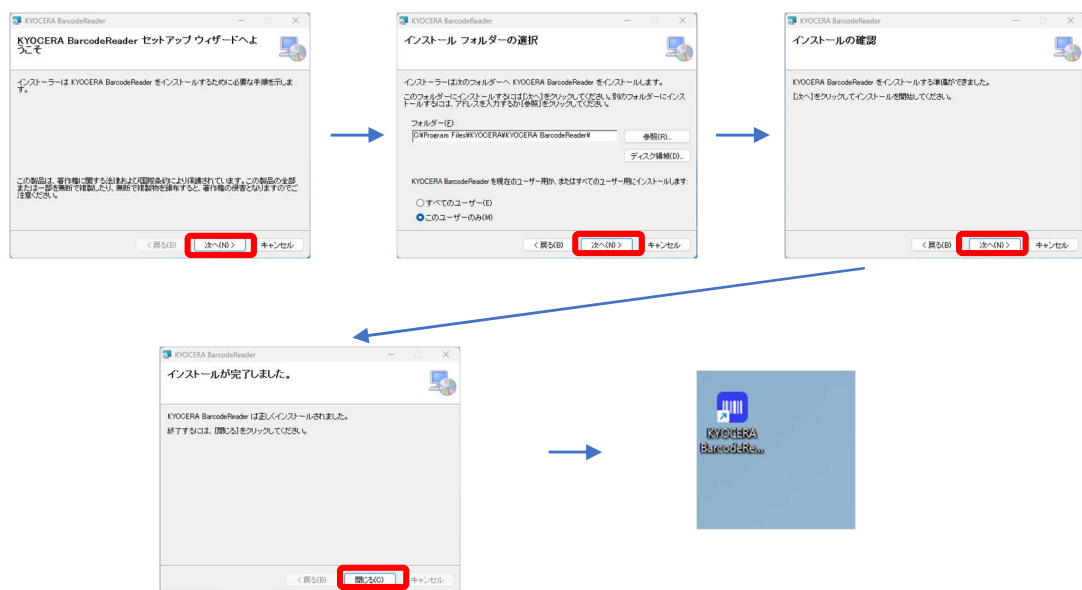 KYOCERA BarcodeReader
KYOCERA BarcodeReader セットアップ ウィザードへよ
うこそ
インストーラーは KYOCERA BarcodeReader をインストールするために必要な手順を示しま
す。
この製品は、著作権に関する法律および国際条約により保護されています。この製品の全部
または一部を無断で複製したり、無断で複製物を頒布すると、著作権の侵害となりますのでご
注意ください。
< 戻る(B)
次へ(N) >
キャンセル
KYOCERA BarcodeReader
インストール フォルダーの選択
インストーラーは次のフォルダーへ KYOCERA BarcodeReader をインストールします。
このフォルダーにインストールするには[次へ]をクリックしてください。別のフォルダーにインス
トールするには、アドレスを入力するか[参照]をクリックしてください。
フォルダー(F):
C:¥Program Files¥KYOCERA¥KYOCERA BarcodeReader¥
参照(R)...
ディスク領域(D)...
KYOCERA BarcodeReader を現在のユーザー用か、またはすべてのユーザー用にインストールします:
すべてのユーザー(E)
このユーザーのみ(M)
< 戻る(B)
次へ(N) >
キャンセル
KYOCERA BarcodeReader
インストールの確認
KYOCERA BarcodeReader をインストールする準備ができました。
[次へ]をクリックしてインストールを開始してください。
< 戻る(B)
次へ(N) >
キャンセル
KYOCERA BarcodeReader
インストールが完了しました。
KYOCERA BarcodeReader は正しくインストールされました。
終了するには、[閉じる]をクリックしてください。
< 戻る(B)
閉じる(C)
キャンセル
KYOCERA
BarcodeRe...